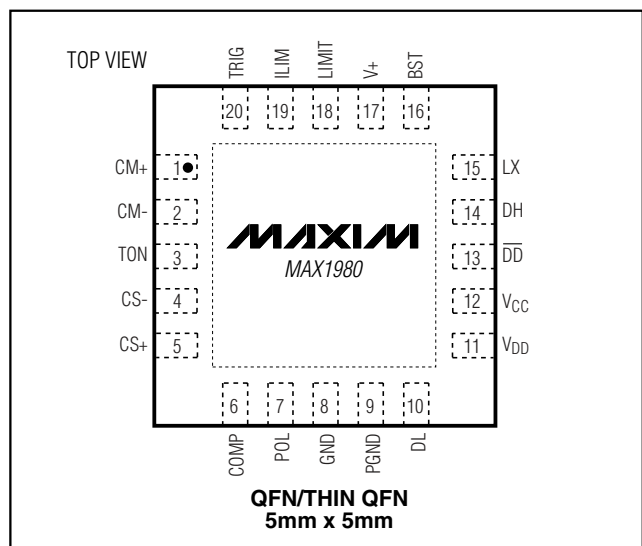 TOP VIEW
TRIG ILIM LIMIT V+ BST
20 19 18 17 16
CM+ 1 15 LX
CM- 2 14 DH
MAXIM
TON 3 13 D̅D̅
MAX1980
CS- 4 12 VCC
CS+ 5 11 VDD
6 7 8 9 10
COMP POL GND PGND DL
QFN/THIN QFN
5mm x 5mm